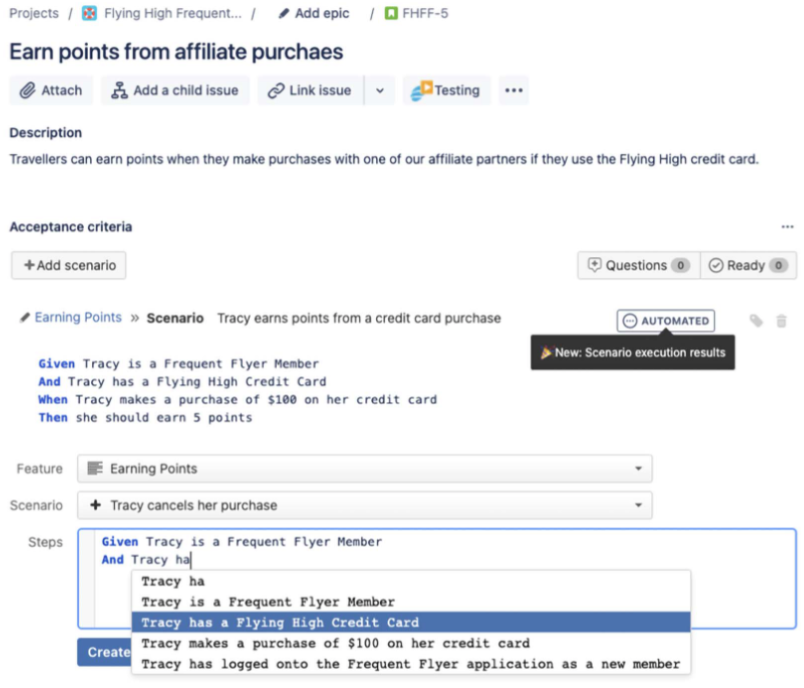 Projects / Flying High Frequent... / Add epic / FHFF-5
Earn points from affiliate purchaes
Attach Add a child issue Link issue Testing ...
Description
Travellers can earn points when they make purchases with one of our affiliate partners if they use the Flying High credit card.
Acceptance criteria ...
+Add scenario Questions 0 Ready 0
Earning Points » Scenario Tracy earns points from a credit card purchase AUTOMATED
New: Scenario execution results
Given Tracy is a Frequent Flyer Member
And Tracy has a Flying High Credit Card
When Tracy makes a purchase of $100 on her credit card
Then she should earn 5 points
Feature Earning Points
Scenario + Tracy cancels her purchase
Steps Given Tracy is a Frequent Flyer Member
And Tracy ha
Tracy ha
Tracy is a Frequent Flyer Member
Tracy has a Flying High Credit Card
Tracy makes a purchase of $100 on her credit card
Create
Tracy has logged onto the Frequent Flyer application as a new member